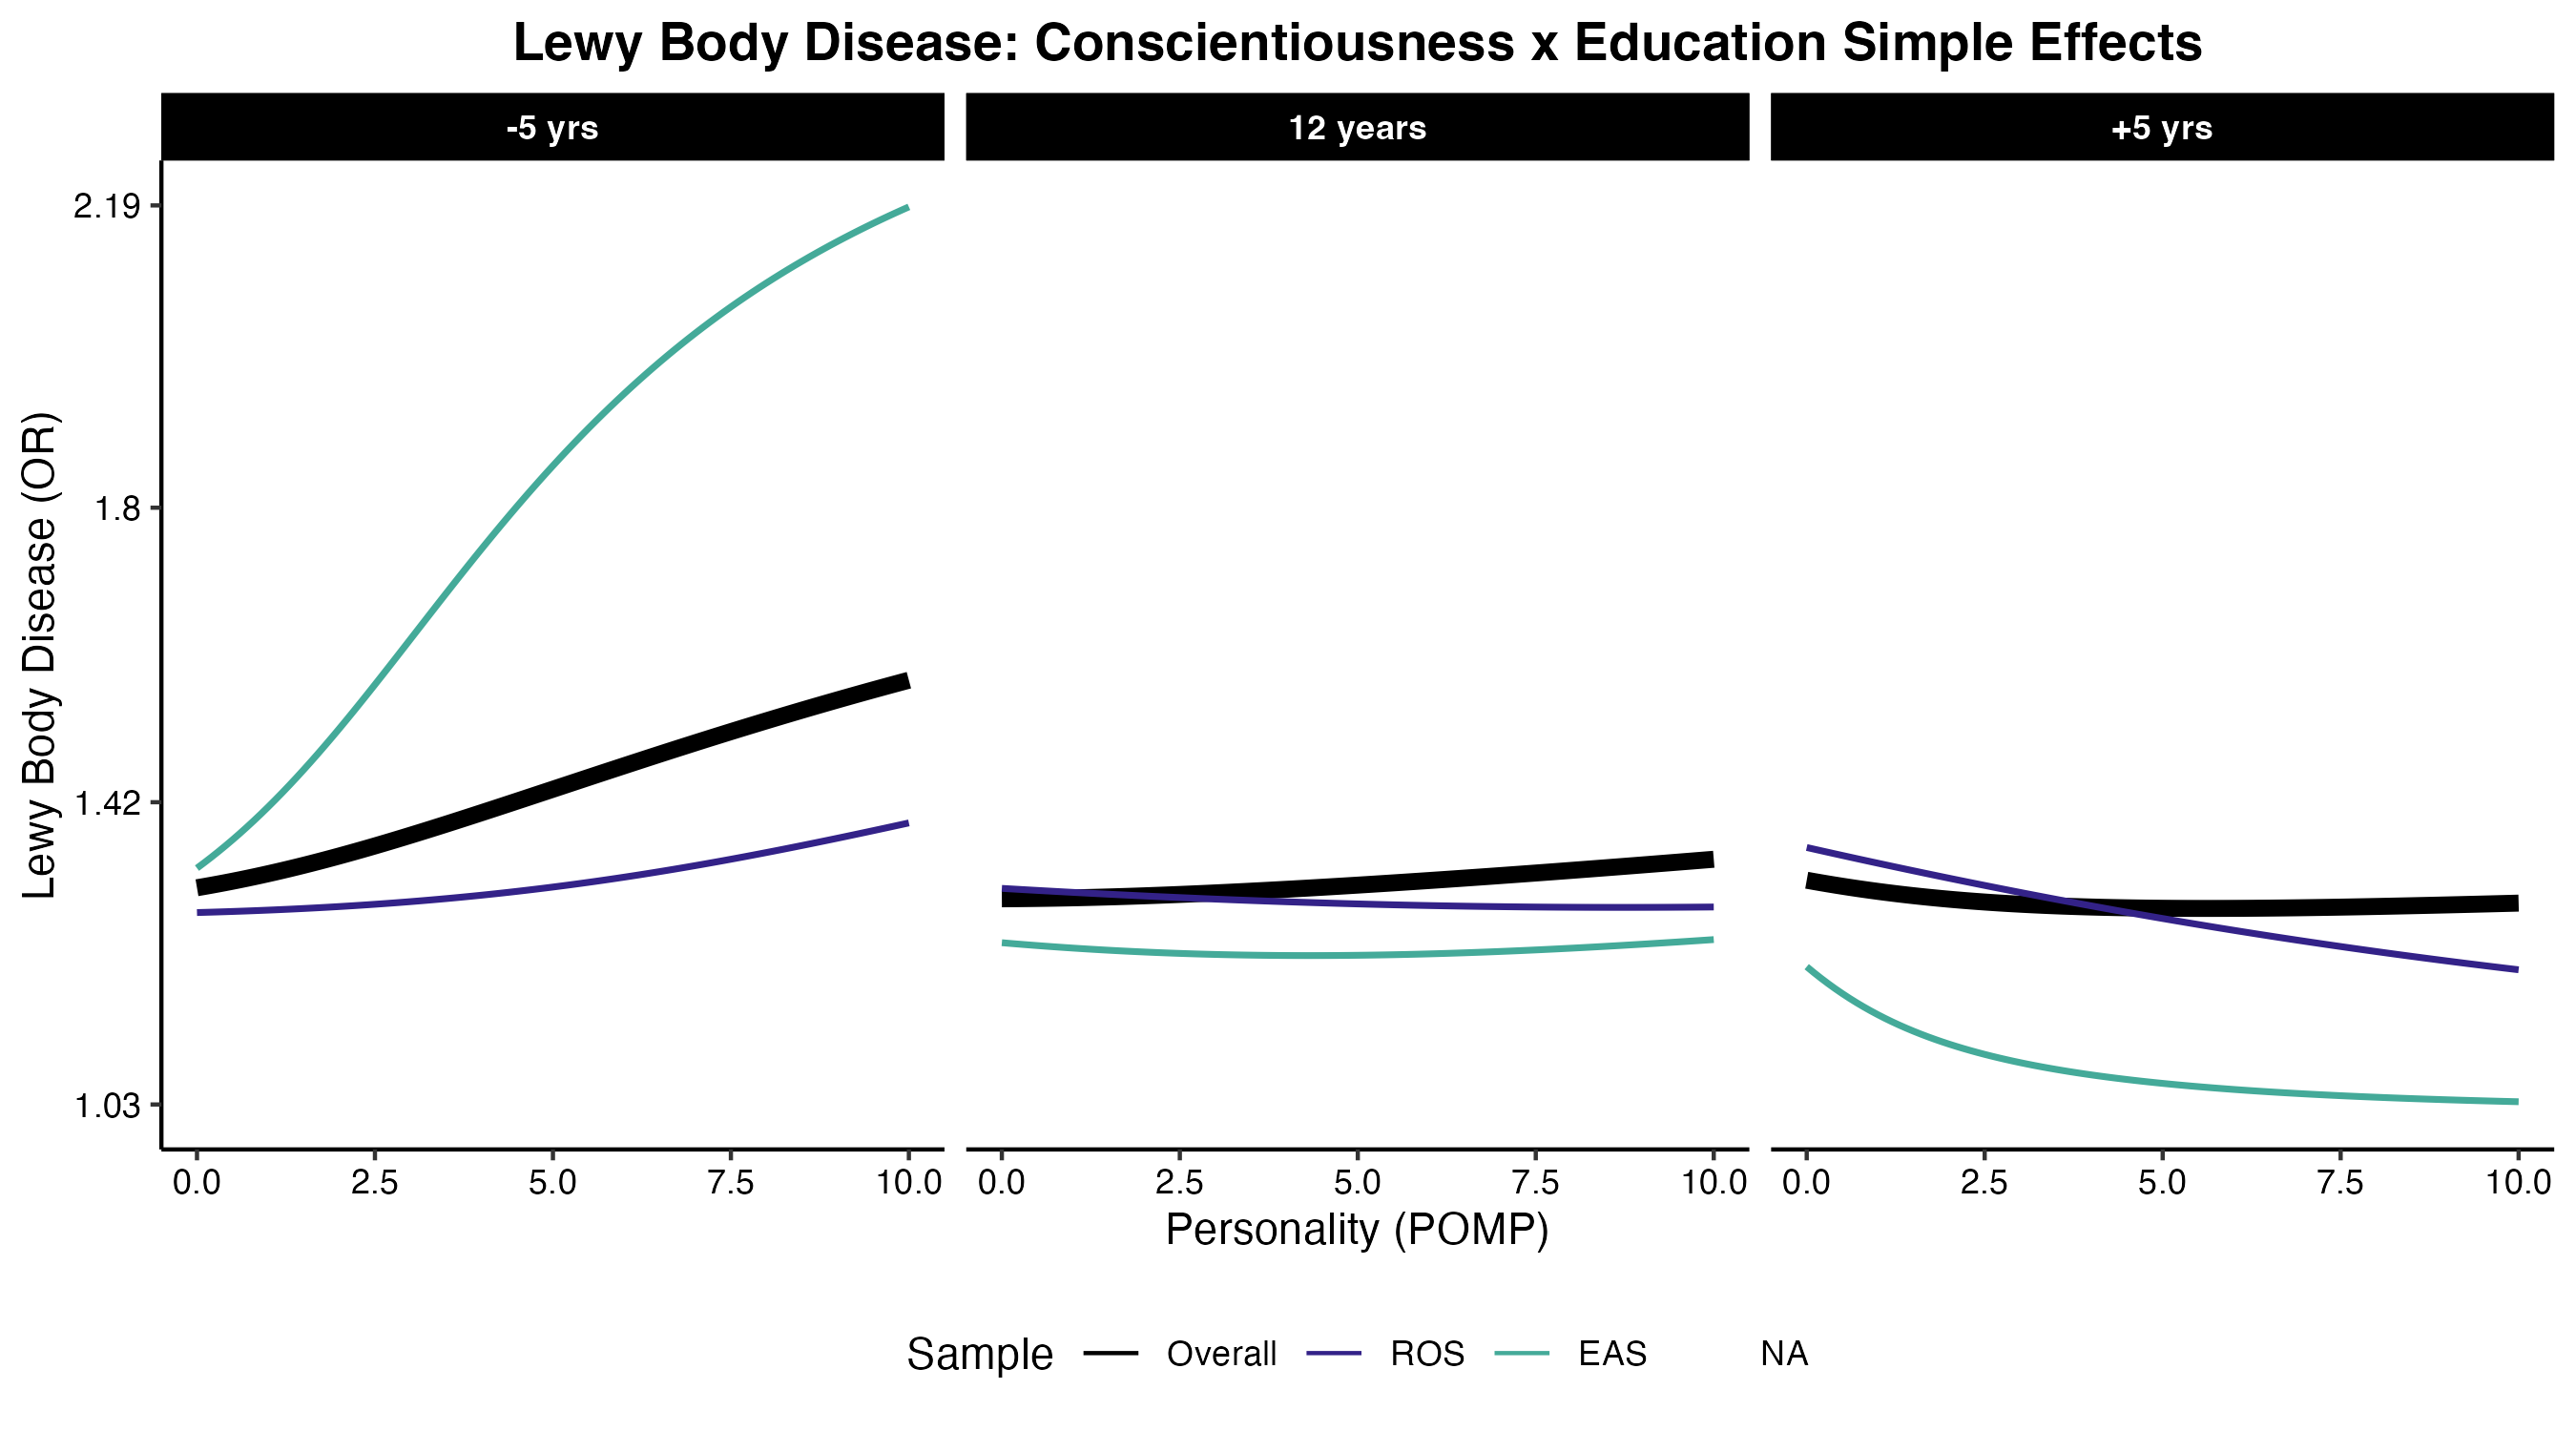 Lewy Body Disease: Conscientiousness x Education Simple Effects
-5 yrs
12 years
+5 yrs
Lewy Body Disease (OR)
2.19
1.8
1.42
1.03
0.0 2.5 5.0 7.5 10.0
0.0 2.5 5.0 7.5 10.0
0.0 2.5 5.0 7.5 10.0
Personality (POMP)
Sample Overall ROS EAS NA